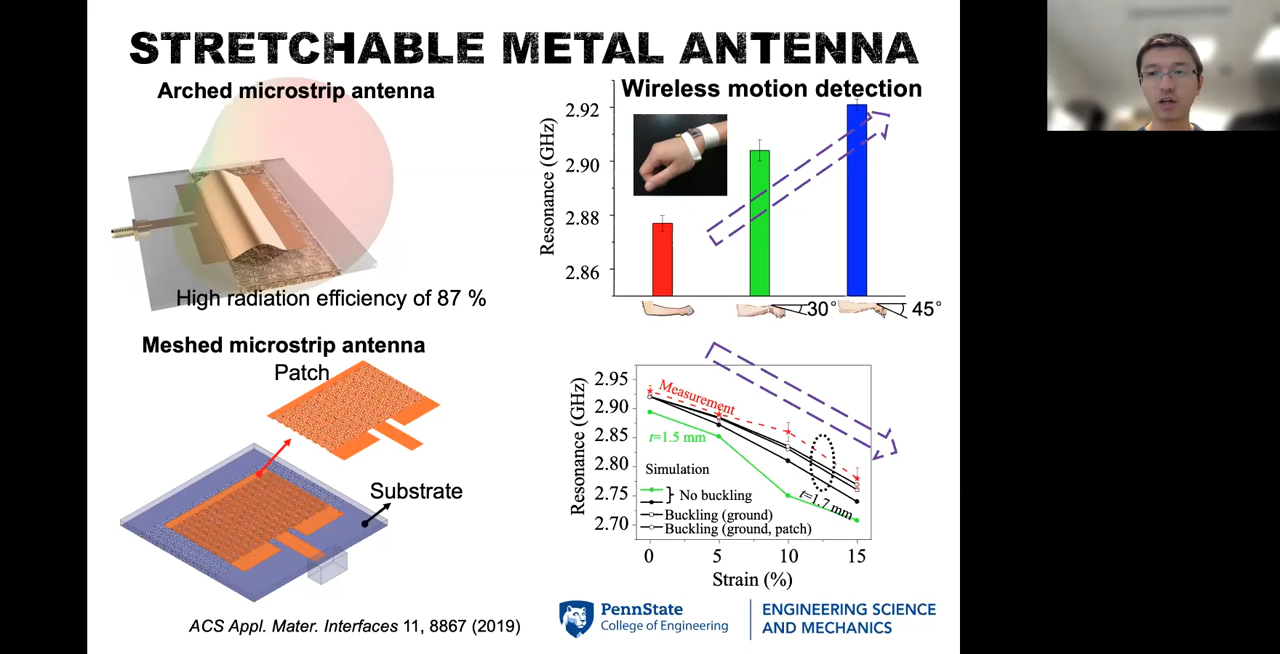 STRETCHABLE METAL ANTENNA
Arched microstrip antenna
High radiation efficiency of 87 %
Wireless motion detection
Resonance (GHz)
2.92
2.90
2.88
2.86
30°
45°
Meshed microstrip antenna
Patch
Substrate
Resonance (GHz)
2.95
2.90
2.85
2.80
2.75
2.70
Measurement
t=1.5 mm
Simulation
No buckling
Buckling (ground)
Buckling (ground, patch)
t=1.7 mm
0 5 10 15
Strain (%)
ACS Appl. Mater. Interfaces 11, 8867 (2019)
PennState
College of Engineering
ENGINEERING SCIENCE
AND MECHANICS